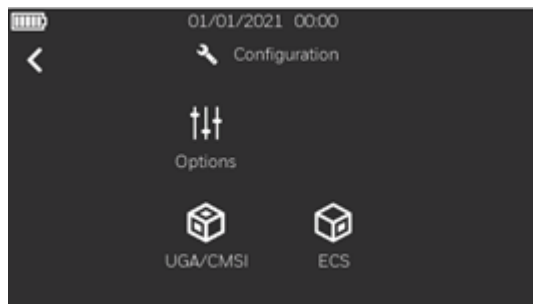 01/01/2021 00:00
Configuration
Options
UGA/CMSI ECS